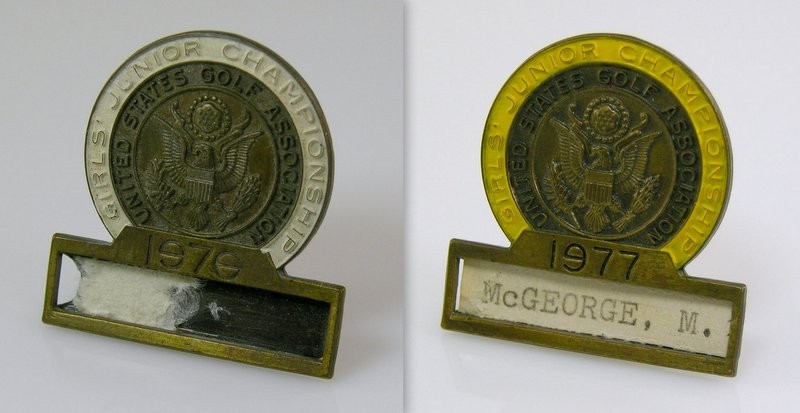 GIRLS' JUNIOR CHAMPIONSHIP
UNITED STATES GOLF ASSOCIATION
1976
GIRLS' JUNIOR CHAMPIONSHIP
UNITED STATES GOLF ASSOCIATION
1977
McGEORGE, M.